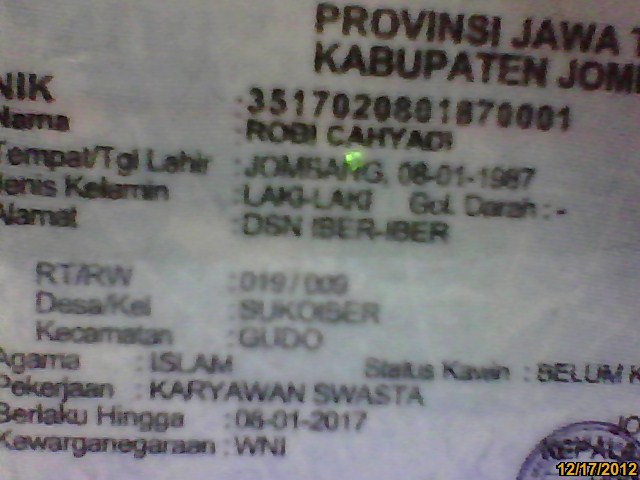 PROVINSI JAWA T
KABUPATEN JOMB
NIK : 3517020801870001
Nama : ROBI CAHYADI
Tempat/Tgl Lahir : JOMBANG, 08-01-1987
Jenis Kelamin : LAKI-LAKI Gol. Darah : -
Alamat : DSN IBER-IBER
RT/RW : 019 / 009
Desa/Kel : SUKOIBER
Kecamatan : GUDO
Agama : ISLAM Status Kawin : BELUM K
Pekerjaan : KARYAWAN SWASTA
Berlaku Hingga : 08-01-2017 JO
Kewarganegaraan : WNI KEPALA
12/17/2012